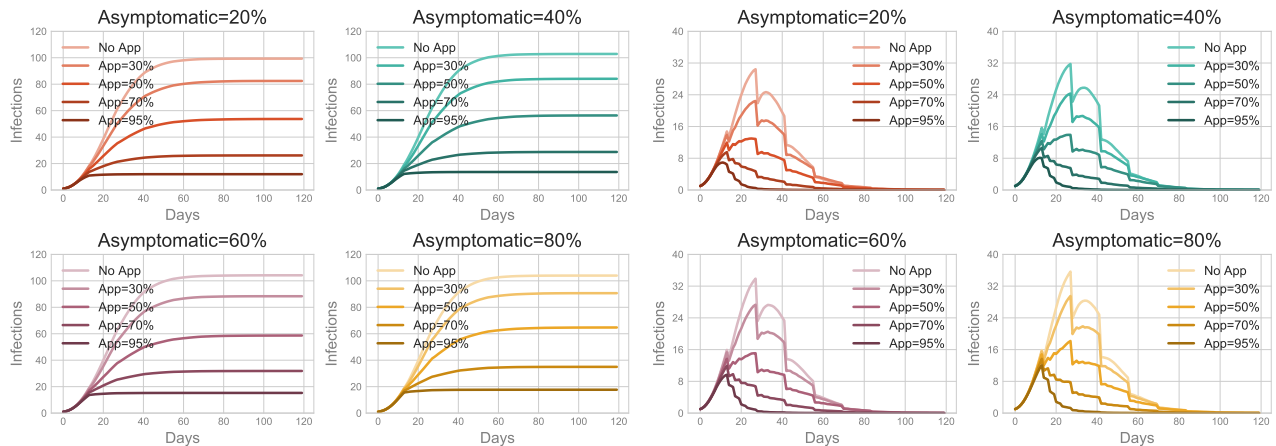 Asymptomatic=20%
120
100
80
60
40
20
0
Infections
No App
App=30%
App=50%
App=70%
App=95%
0 20 40 60 80 100 120
Days
Asymptomatic=40%
120
100
80
60
40
20
0
Infections
No App
App=30%
App=50%
App=70%
App=95%
0 20 40 60 80 100 120
Days
Asymptomatic=20%
40
32
24
16
8
0
Infections
No App
App=30%
App=50%
App=70%
App=95%
0 20 40 60 80 100 120
Days
Asymptomatic=40%
40
32
24
16
8
0
Infections
No App
App=30%
App=50%
App=70%
App=95%
0 20 40 60 80 100 120
Days
Asymptomatic=60%
120
100
80
60
40
20
0
Infections
No App
App=30%
App=50%
App=70%
App=95%
0 20 40 60 80 100 120
Days
Asymptomatic=80%
120
100
80
60
40
20
0
Infections
No App
App=30%
App=50%
App=70%
App=95%
0 20 40 60 80 100 120
Days
Asymptomatic=60%
40
32
24
16
8
0
Infections
No App
App=30%
App=50%
App=70%
App=95%
0 20 40 60 80 100 120
Days
Asymptomatic=80%
40
32
24
16
8
0
Infections
No App
App=30%
App=50%
App=70%
App=95%
0 20 40 60 80 100 120
Days